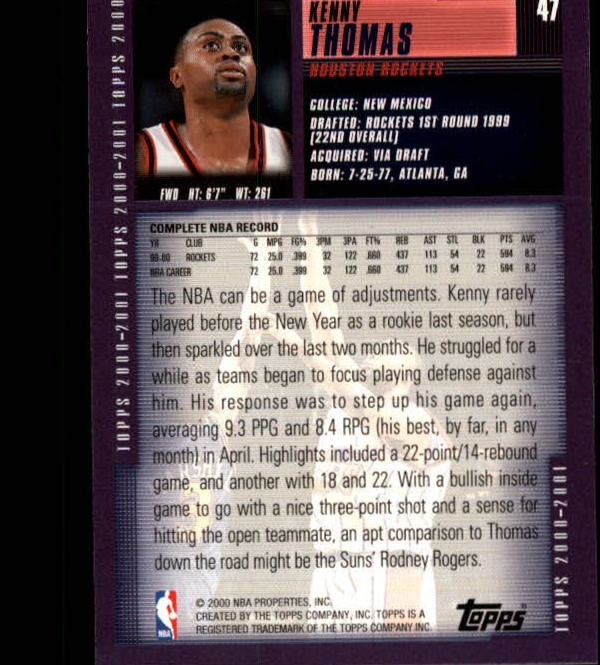 47
KENNY
THOMAS
HOUSTON ROCKETS
COLLEGE: NEW MEXICO
DRAFTED: ROCKETS 1ST ROUND 1999
(22ND OVERALL)
ACQUIRED: VIA DRAFT
BORN: 7-25-77, ATLANTA, GA
FWD HT: 6'7" WT: 261
COMPLETE NBA RECORD
YR CLUB G MPG FG% 3PM 3PA FT% REB AST STL BLK PTS AVG
99-00 ROCKETS 72 25.0 .399 32 122 .660 437 113 54 22 594 8.3
NBA CAREER 72 25.0 .399 32 122 .660 437 113 54 22 594 8.3
The NBA can be a game of adjustments. Kenny rarely
played before the New Year as a rookie last season, but
then sparkled over the last two months. He struggled for a
while as teams began to focus playing defense against
him. His response was to step up his game again,
averaging 9.3 PPG and 8.4 RPG (his best, by far, in any
month) in April. Highlights included a 22-point/14-rebound
game, and another with 18 and 22. With a bullish inside
game to go with a nice three-point shot and a sense for
hitting the open teammate, an apt comparison to Thomas
down the road might be the Suns' Rodney Rogers.
NBA
© 2000 NBA PROPERTIES, INC.
CREATED BY THE TOPPS COMPANY, INC. TOPPS IS A
REGISTERED TRADEMARK OF THE TOPPS COMPANY INC.
Topps
TOPPS 2000-2001 TOPPS 2000-2001 TOPPS 2000
TOPPS 2000-2001